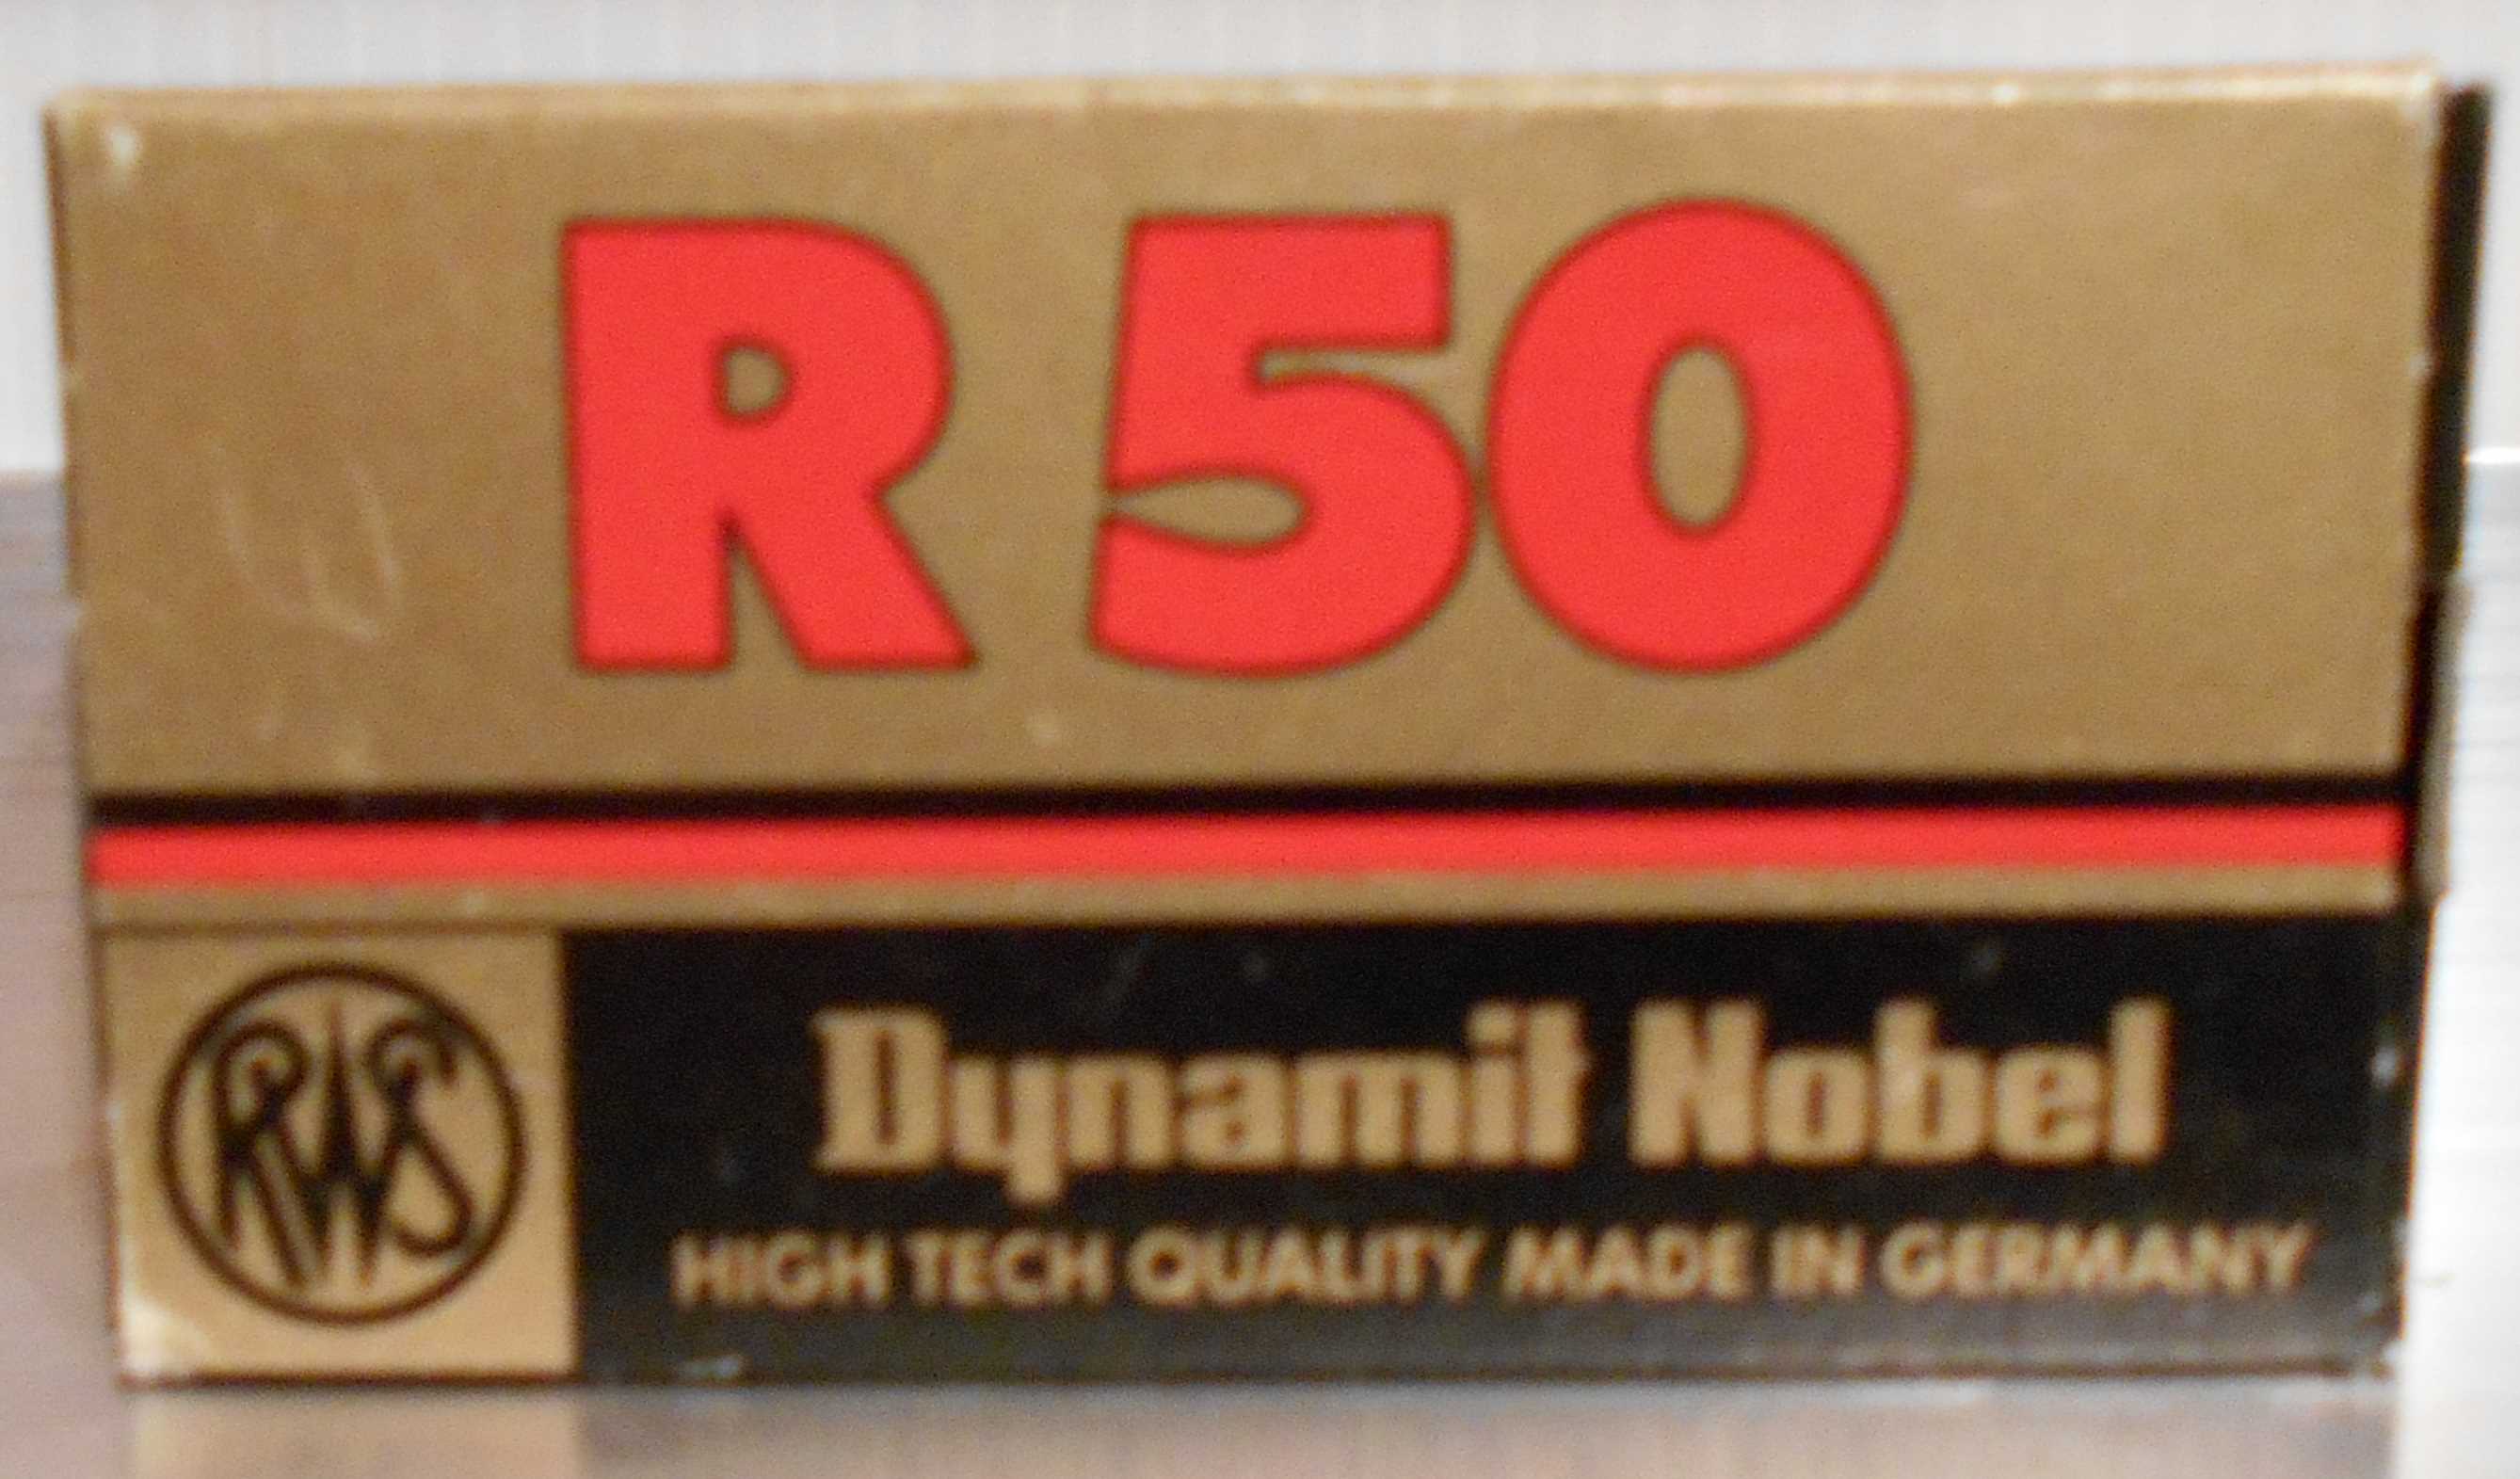 R 50
RWS
Dynamit Nobel
HIGH TECH QUALITY MADE IN GERMANY